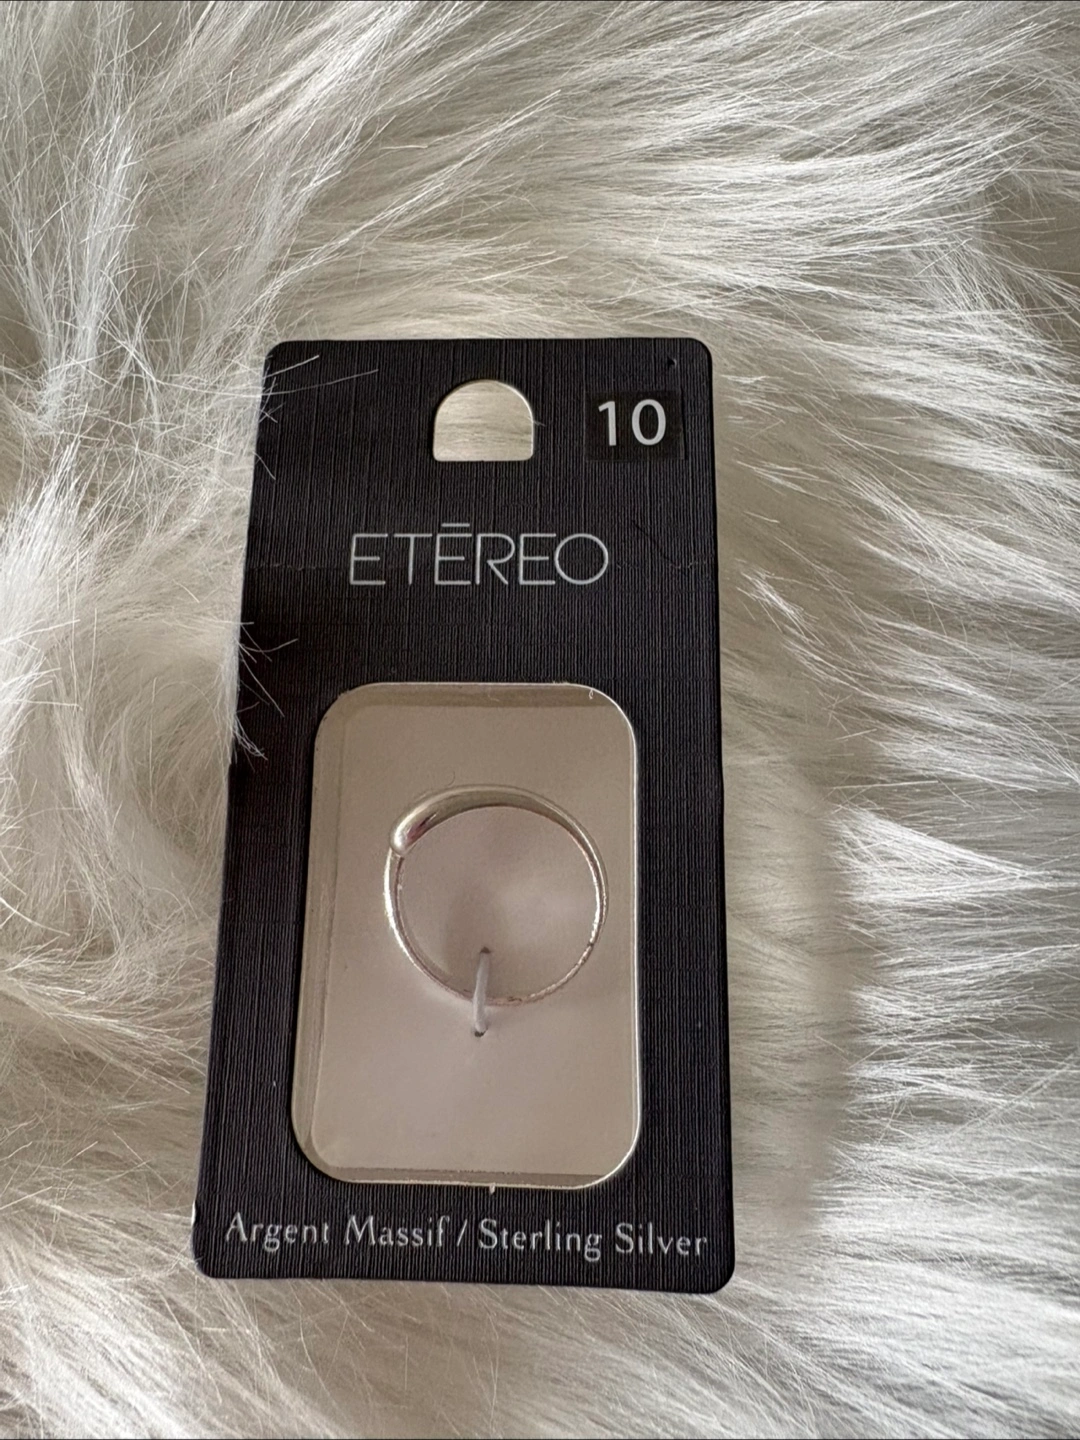 10
ETĒREO
Argent Massif / Sterling Silver